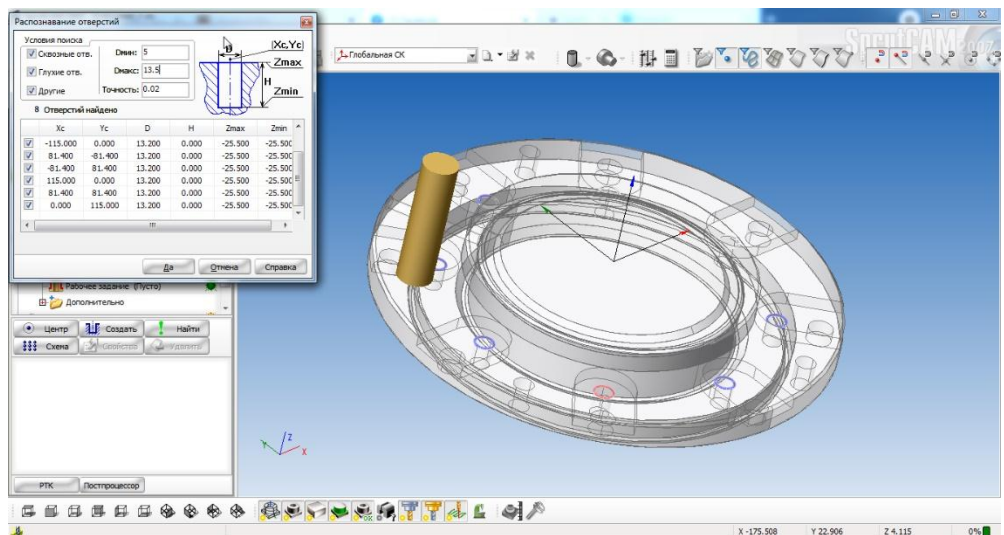 Распознавание отверстий
Условия поиска
Сквозные отв.
Dмин: 5
Глухие отв.
Dмакс: 13.5
Другие
Точность: 0.02
D
(Xc,Yc)
Zmax
H
Zmin
8 Отверстий найдено
Xc Yc D H Zmax Zmin
-115.000 0.000 13.200 0.000 -25.500 -25.500
81.400 -81.400 13.200 0.000 -25.500 -25.500
-81.400 81.400 13.200 0.000 -25.500 -25.500
115.000 0.000 13.200 0.000 -25.500 -25.500
81.400 81.400 13.200 0.000 -25.500 -25.500
0.000 115.000 13.200 0.000 -25.500 -25.500
Да Отмена Справка
Глобальная СК
SprutCAM
Рабочее задание (Пусто)
Дополнительно
Центр Создать Найти
Схема Свойства Удалить
Z
Y
X
РТК Постпроцессор
OK
X -175.508 Y 22.906 Z 4.115 0%